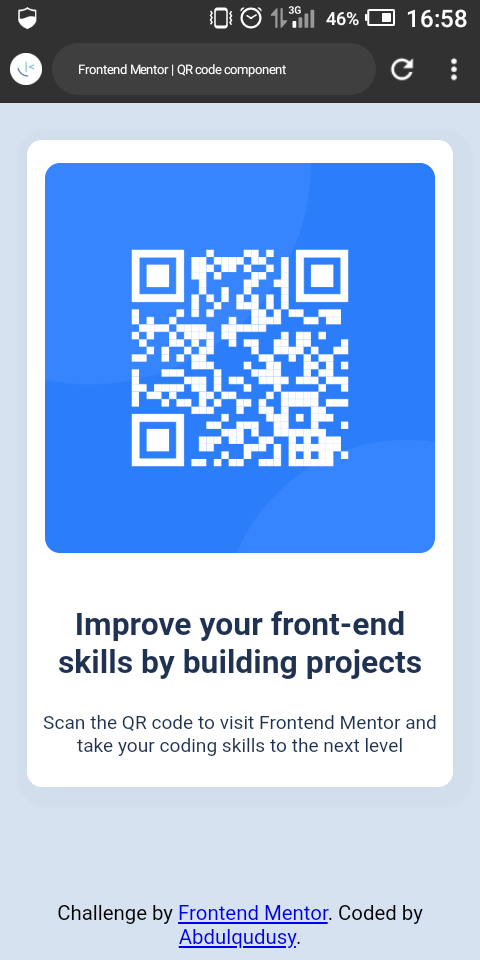 3G
46%
16:58
Frontend Mentor | QR code component
Improve your front-end
skills by building projects
Scan the QR code to visit Frontend Mentor and
take your coding skills to the next level
Challenge by Frontend Mentor. Coded by
Abdulqudusy.